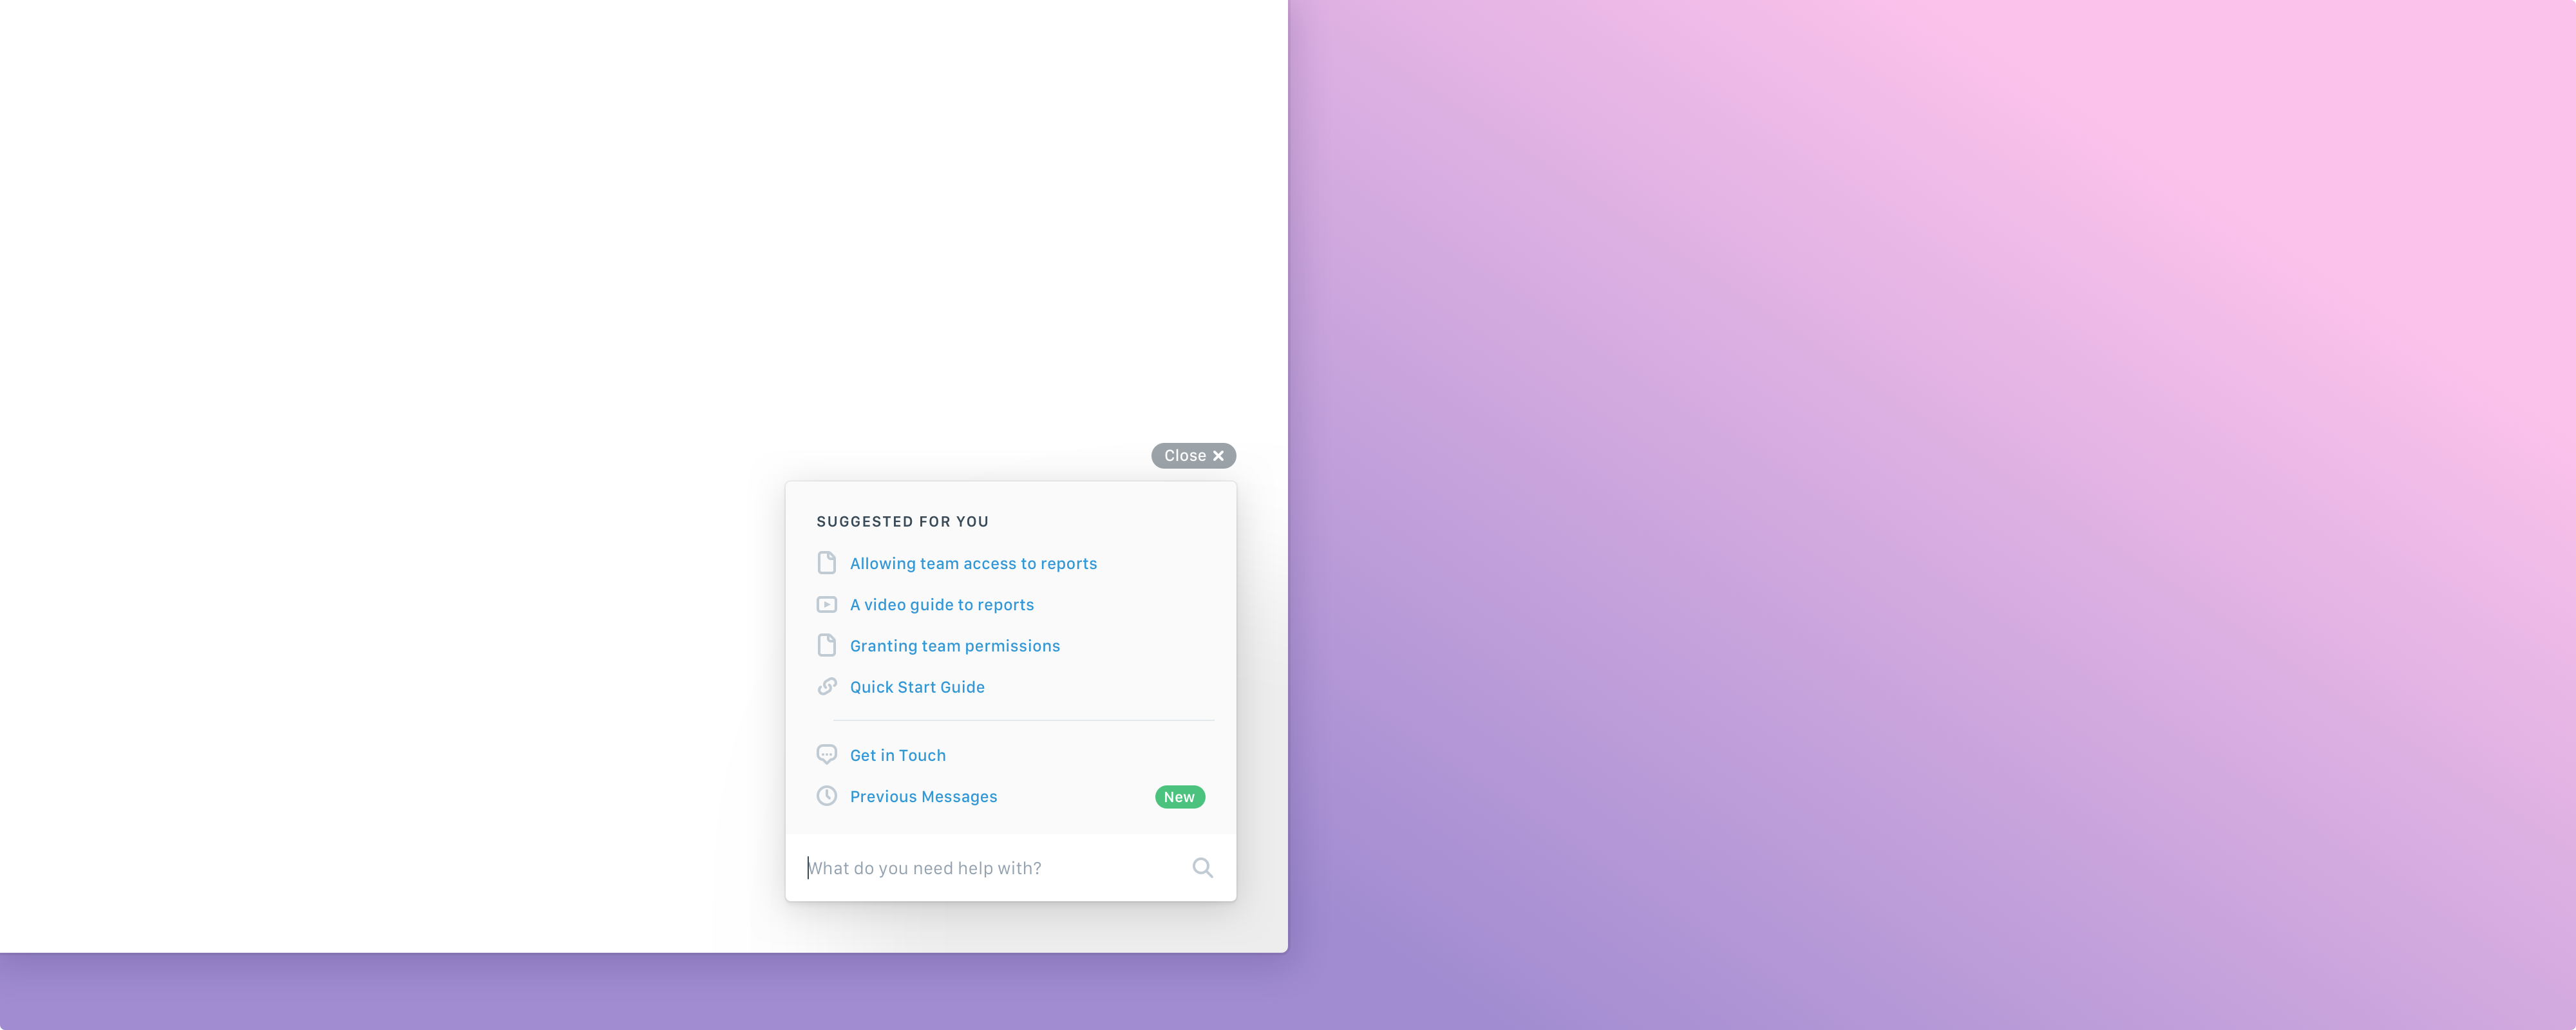 Close
SUGGESTED FOR YOU
Allowing team access to reports
A video guide to reports
Granting team permissions
Quick Start Guide
Get in Touch
Previous Messages New
What do you need help with?